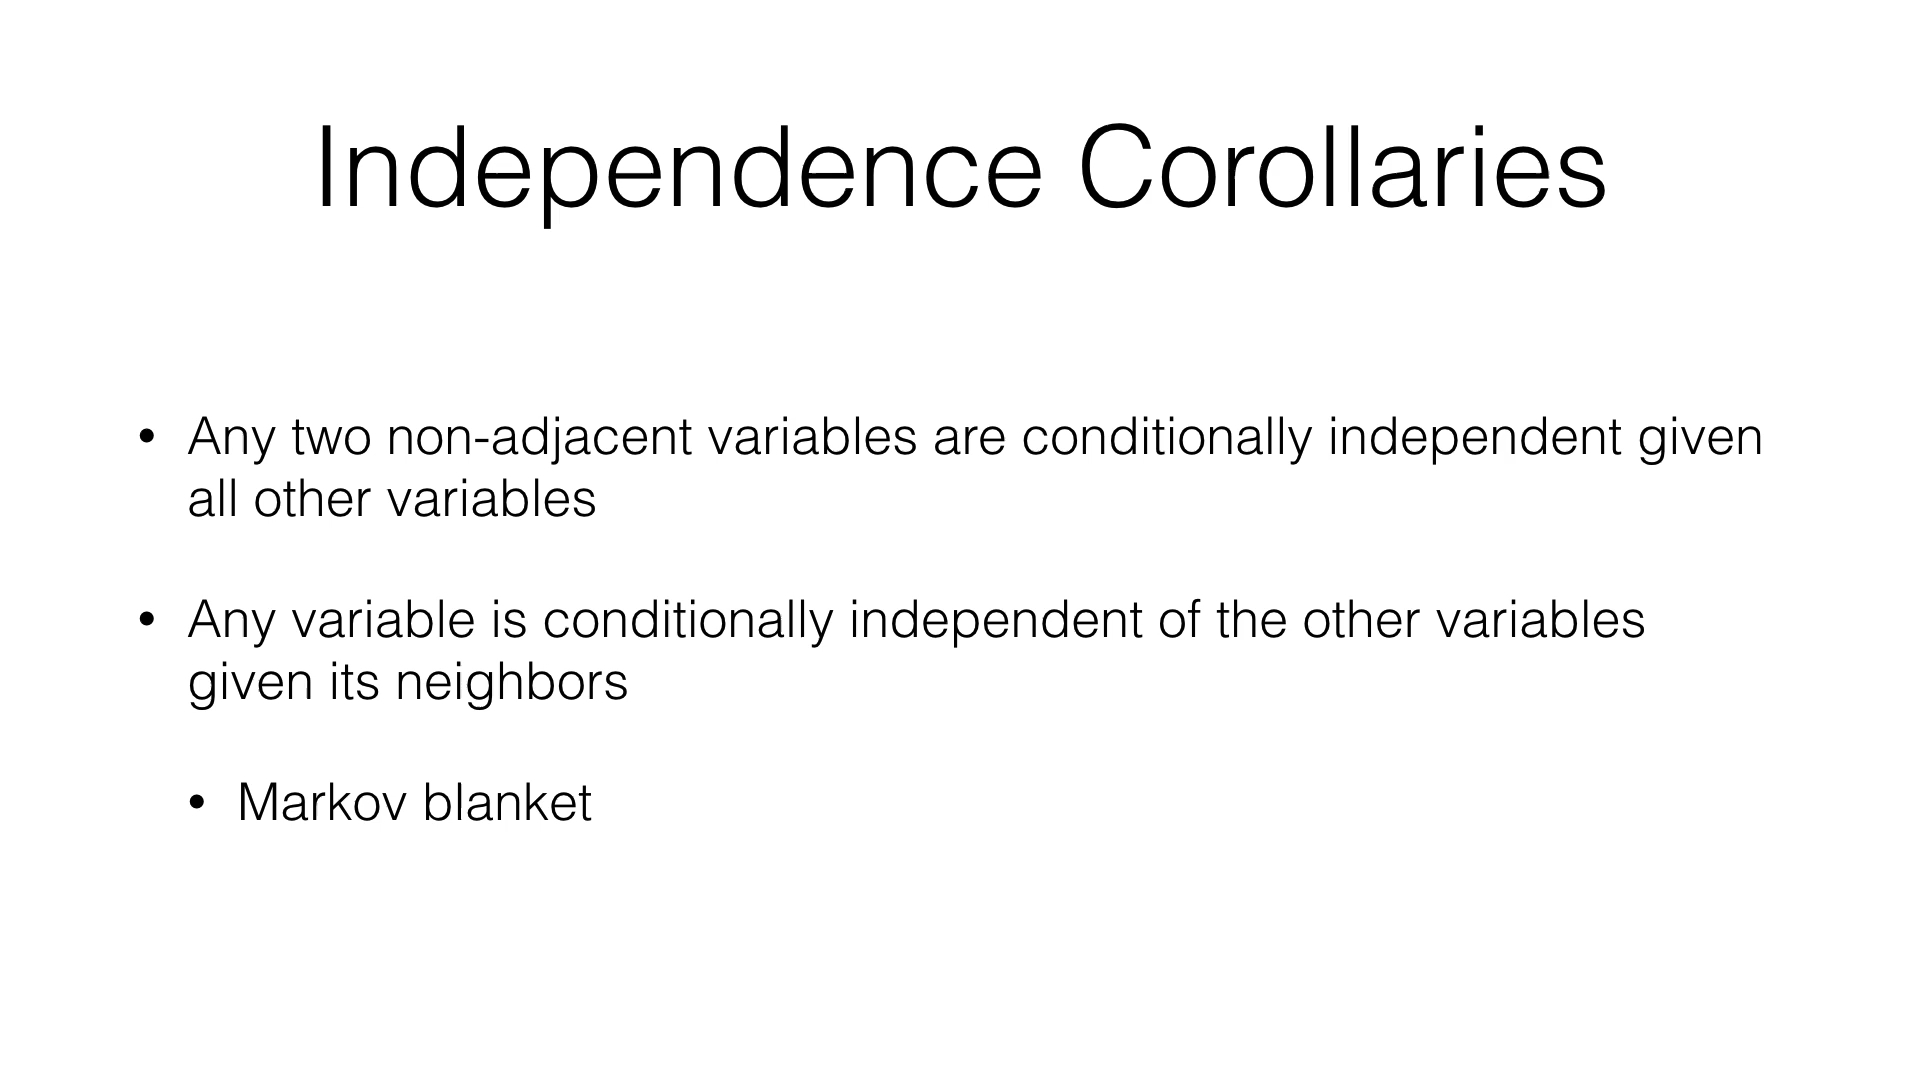 Independence Corollaries
• Any two non-adjacent variables are conditionally independent given
all other variables
• Any variable is conditionally independent of the other variables
given its neighbors
• Markov blanket